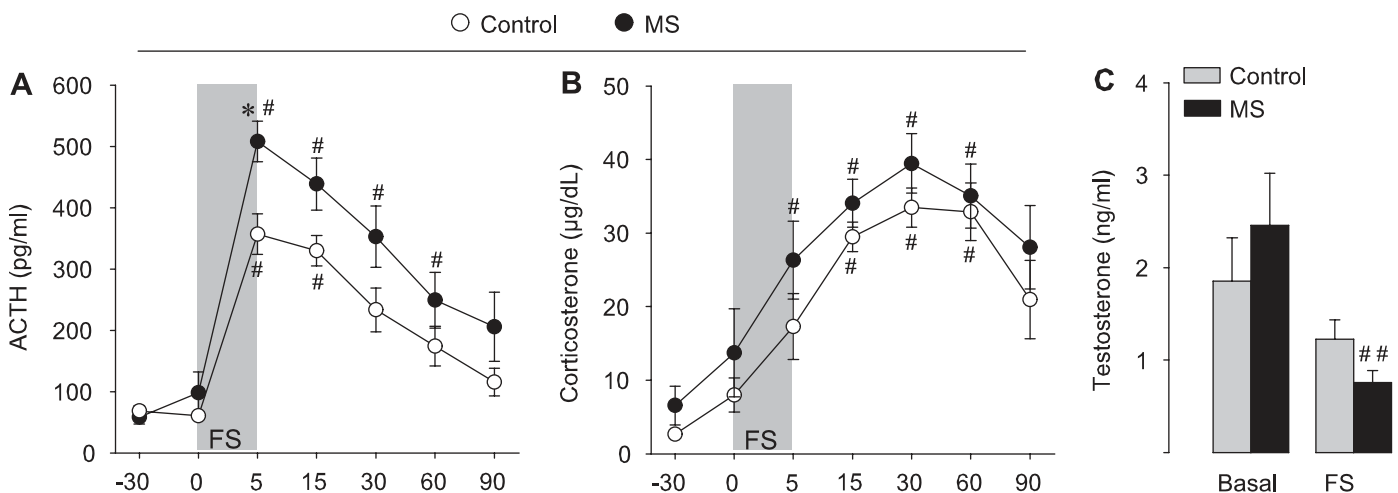 Control MS
A
ACTH (pg/ml)
600
500
400
300
200
100
0
* #
#
#
#
#
#
FS
-30 0 5 15 30 60 90
B
Corticosterone (µg/dL)
50
40
30
20
10
0
#
#
#
#
#
#
#
FS
-30 0 5 15 30 60 90
C
Testosterone (ng/ml)
4
3
2
1
Control
MS
# #
Basal FS